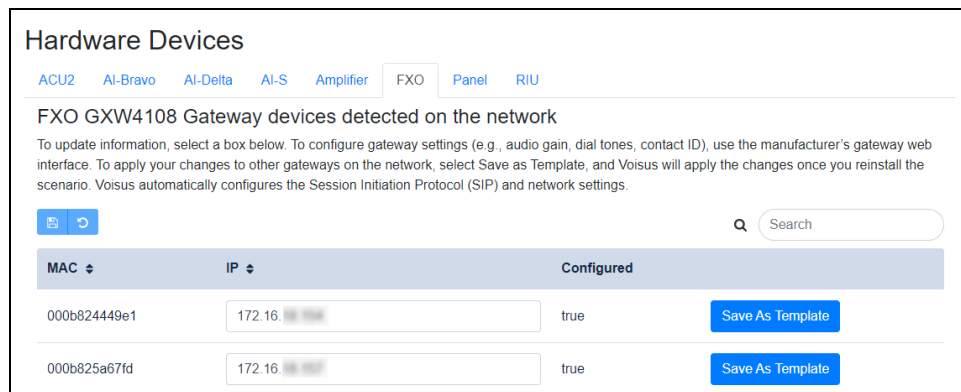 Hardware Devices
ACU2 AI-Bravo AI-Delta AI-S Amplifier FXO Panel RIU
FXO GXW4108 Gateway devices detected on the network
To update information, select a box below. To configure gateway settings (e.g., audio gain, dial tones, contact ID), use the manufacturer's gateway web
interface. To apply your changes to other gateways on the network, select Save as Template, and Voisus will apply the changes once you reinstall the
scenario. Voisus automatically configures the Session Initiation Protocol (SIP) and network settings.
Search
MAC IP Configured
000b824449e1 172.16. true Save As Template
000b825a67fd 172.16. true Save As Template